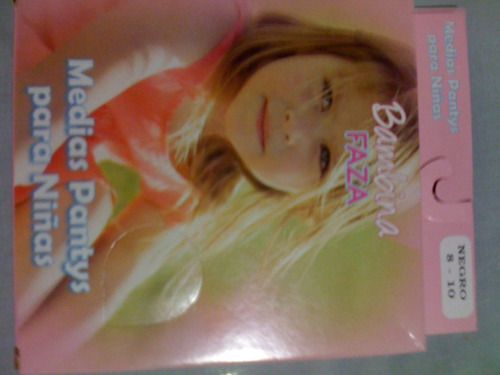 Medias Pantys
para Niñas
NEGRO
8 - 10
Bambina
FAZA
Medias Pantys
para Niñas